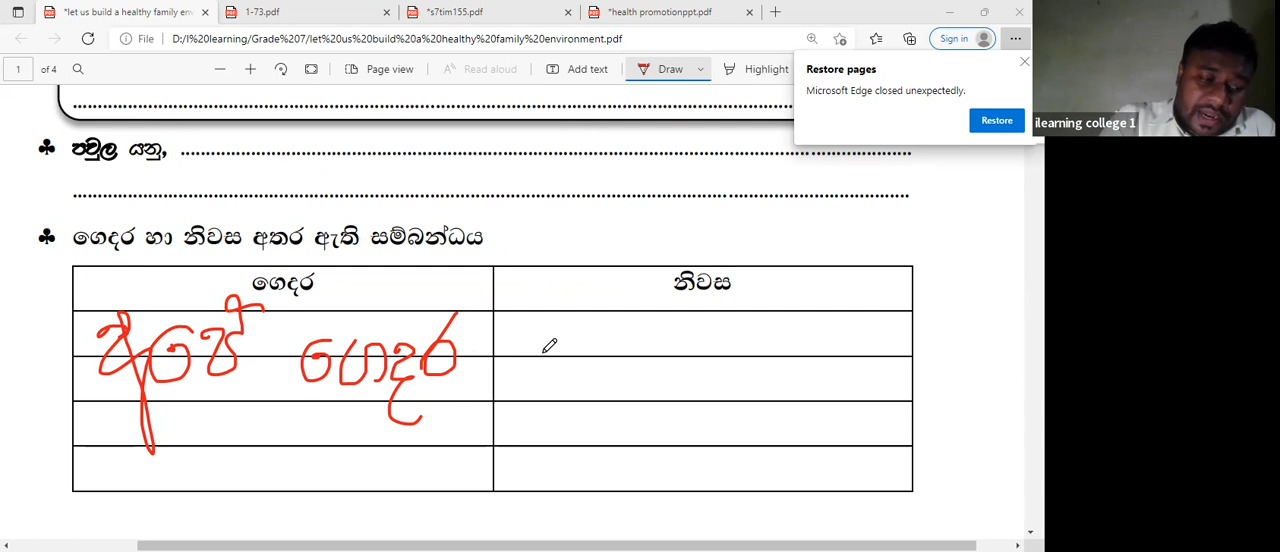 *let us build a healthy family env
1-73.pdf
*s7tim155.pdf
*health promotionppt.pdf
File
D:/I%20learning/Grade%207/let%20us%20build%20a%20healthy%20family%20environment.pdf
Sign in
1 of 4
Page view
Read aloud
Add text
Draw
Highlight
Restore pages
Microsoft Edge closed unexpectedly.
Restore
ilearning college 1
♣ පවුල යනු,
♣ ගෙදර හා නිවස අතර ඇති සම්බන්ධය
ගෙදර
නිවස
අපේ ගෙදර